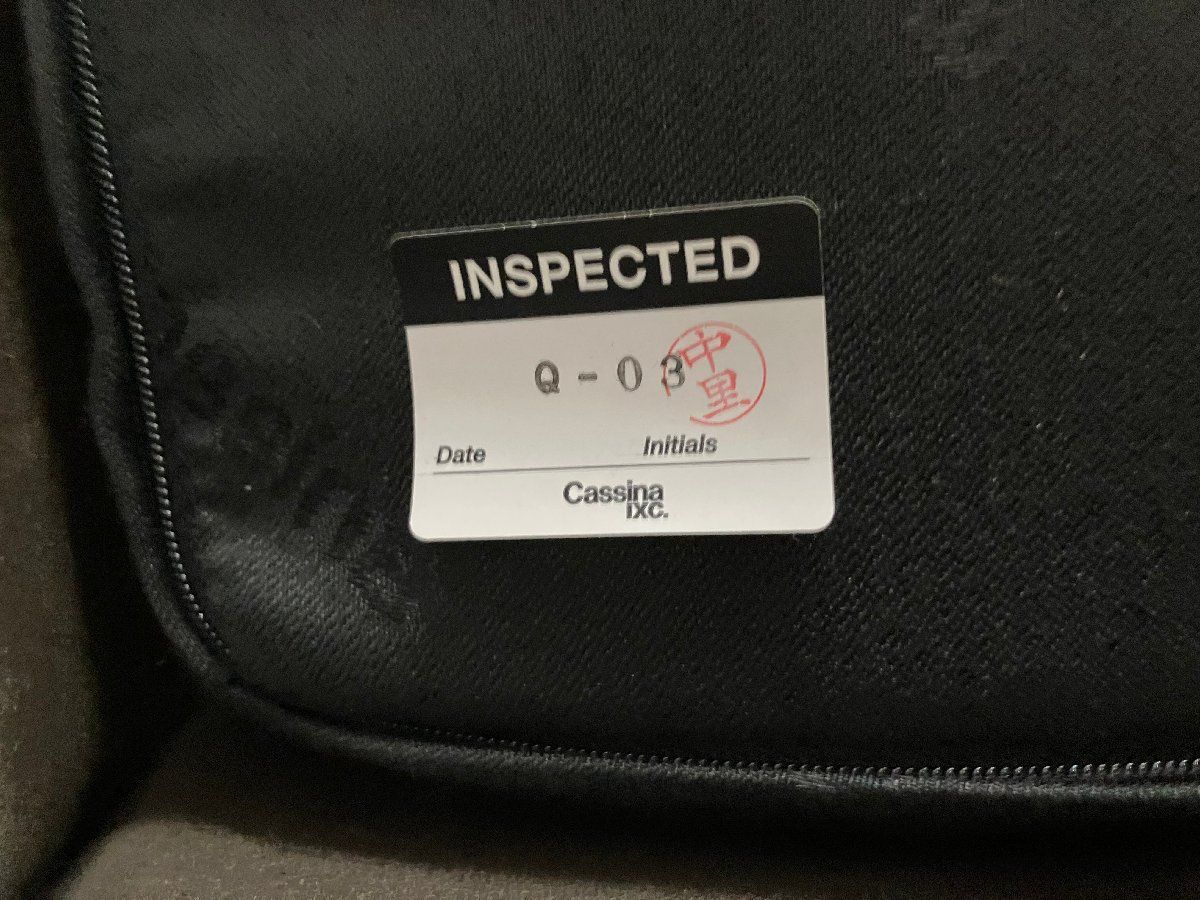 INSPECTED
Q-03
中里
Date Initials
Cassina
IXC.